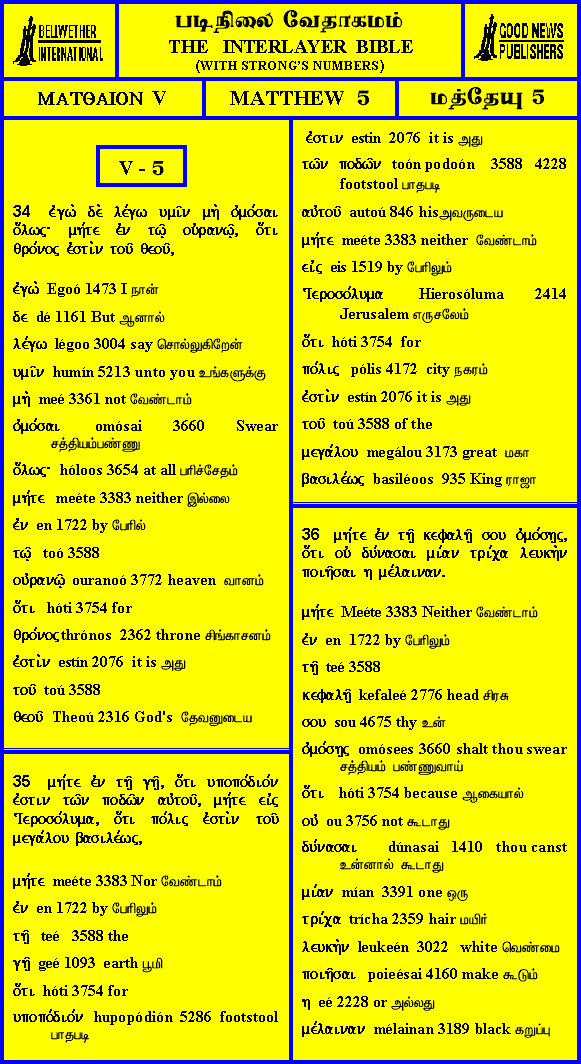 BELLWETHER
INTERNATIONAL
படிநிலை வேதாகமம்
THE INTERLAYER BIBLE
(WITH STRONG'S NUMBERS)
GOOD NEWS
PUBLISHERS
ΜΑΤΘΑΙΟΝ V
MATTHEW 5
மத்தேயு 5
V - 5
34 ἐγὼ δὲ λέγω υμῖν μὴ ὀμόσαι
ὅλως· μήτε ἐν τῷ οὐρανῷ, ὅτι
θρόνος ἐστὶν τοῦ θεοῦ,
ἐγὼ Egoó 1473 I நான்
δε dé 1161 But ஆனால்
λέγω légoo 3004 say சொல்லுகிறேன்
υμῖν humín 5213 unto you உங்களுக்கு
μὴ meé 3361 not வேண்டாம்
ὀμόσαι omósai 3660 Swear
சத்தியம்பண்ணு
ὅλως· hóloos 3654 at all பரிச்சேதம்
μήτε meéte 3383 neither இல்லை
ἐν en 1722 by பேரில்
τῷ toó 3588
οὐρανῷ ouranoó 3772 heaven வானம்
ὅτι hóti 3754 for
θρόνος thrónos 2362 throne சிங்காசனம்
ἐστὶν estín 2076 it is அது
τοῦ toú 3588
θεοῦ Theoú 2316 God's தேவனுடைய
35 μήτε ἐν τῇ γῇ, ὅτι υποπόδιόν
ἐστιν τῶν ποδῶν αὐτοῦ, μήτε εἰς
Ἱεροσόλυμα, ὅτι πόλις ἐστὶν τοῦ
μεγάλου βασιλέως,
μήτε meéte 3383 Nor வேண்டாம்
ἐν en 1722 by பேரிலும்
τῇ teé 3588 the
γῇ geé 1093 earth பூமி
ὅτι hóti 3754 for
υποπόδιόν hupopódión 5286 footstool
பாதபடி
ἐστιν estin 2076 it is அது
τῶν ποδῶν toón podoón 3588 4228
footstool பாதபடி
αὐτοῦ autoú 846 his அவருடைய
μήτε meéte 3383 neither வேண்டாம்
εἰς eis 1519 by பேரிலும்
Ἱεροσόλυμα Hierosóluma 2414
Jerusalem எருசலேம்
ὅτι hóti 3754 for
πόλις pólis 4172 city நகரம்
ἐστὶν estín 2076 it is அது
τοῦ toú 3588 of the
μεγάλου megálou 3173 great மகா
βασιλέως basiléoos 935 King ராஜா
36 μήτε ἐν τῇ κεφαλῇ σου ὀμόσῃς,
ὅτι οὐ δύνασαι μίαν τρίχα λευκὴν
ποιῆσαι η μέλαιναν.
μήτε Meéte 3383 Neither வேண்டாம்
ἐν en 1722 by பேரிலும்
τῇ teé 3588
κεφαλῇ kefaleé 2776 head சிரசு
σου sou 4675 thy உன்
ὀμόσῃς omósees 3660 shalt thou swear
சத்தியம் பண்ணுவாய்
ὅτι hóti 3754 because ஆகையால்
οὐ ou 3756 not கூடாது
δύνασαι dúnasai 1410 thou canst
உன்னால் கூடாது
μίαν mían 3391 one ஒரு
τρίχα trícha 2359 hair மயிர்
λευκὴν leukeén 3022 white வெண்மை
ποιῆσαι poieésai 4160 make கூடும்
η eé 2228 or அல்லது
μέλαιναν mélainan 3189 black கறுப்பு